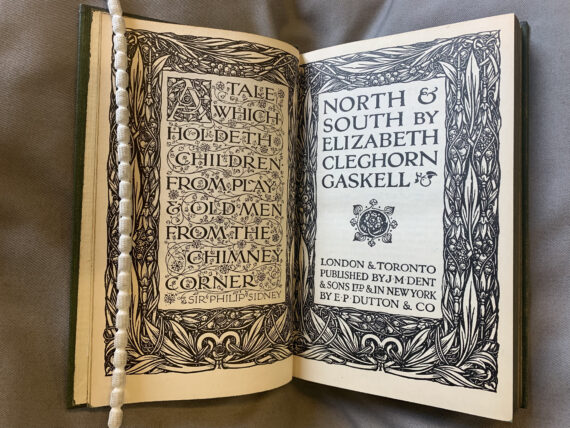 A TALE
WHICH
HOLDETH
CHILDREN
FROM PLAY
& OLD MEN
FROM THE
CHIMNEY
CORNER
SIR PHILIP SIDNEY
NORTH &
SOUTH BY
ELIZABETH
CLEGHORN
GASKELL
LONDON & TORONTO
PUBLISHED BY J·M·DENT
& SONS LTD & IN NEW YORK
BY E·P·DUTTON & CO